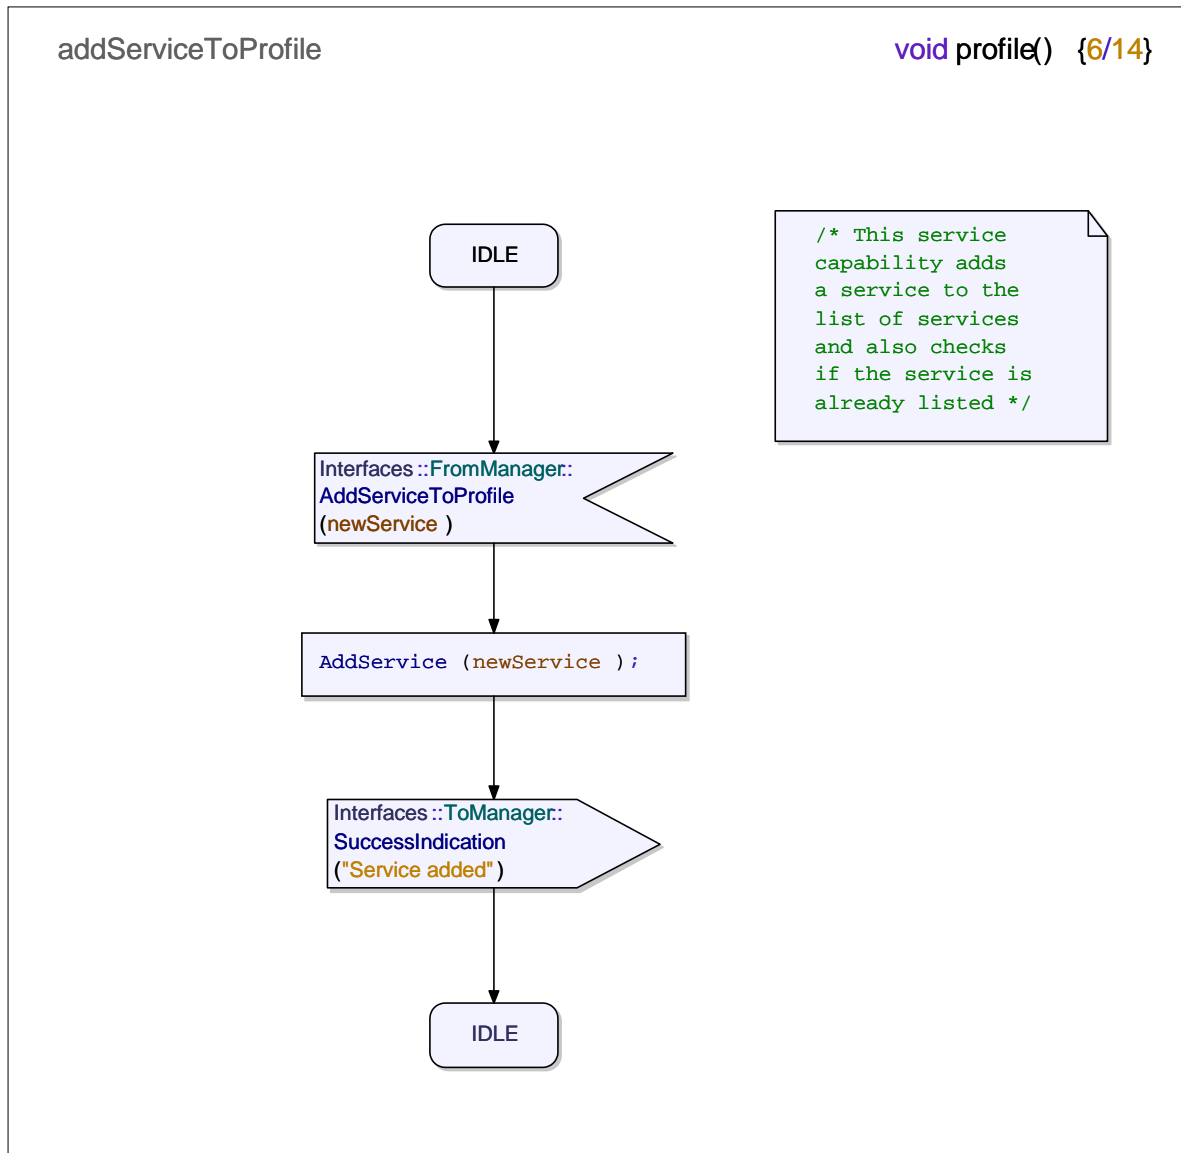 addServiceToProfile
void profile() {6/14}
IDLE
/* This service
capability adds
a service to the
list of services
and also checks
if the service is
already listed */
Interfaces::FromManager::
AddServiceToProfile
(newService )
AddService (newService );
Interfaces::ToManager::
SuccessIndication
("Service added")
IDLE